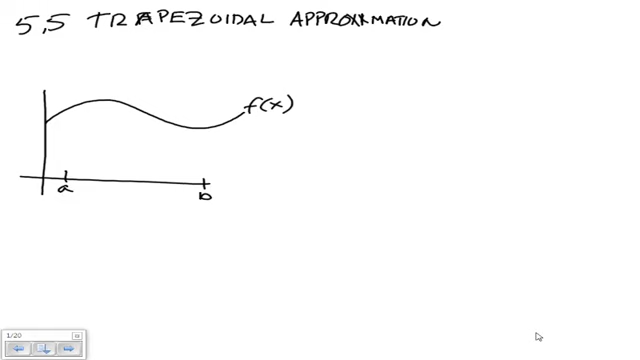 5.5 TRAPEZOIDAL APPROXIMATION
f(x)
a
b
1/20